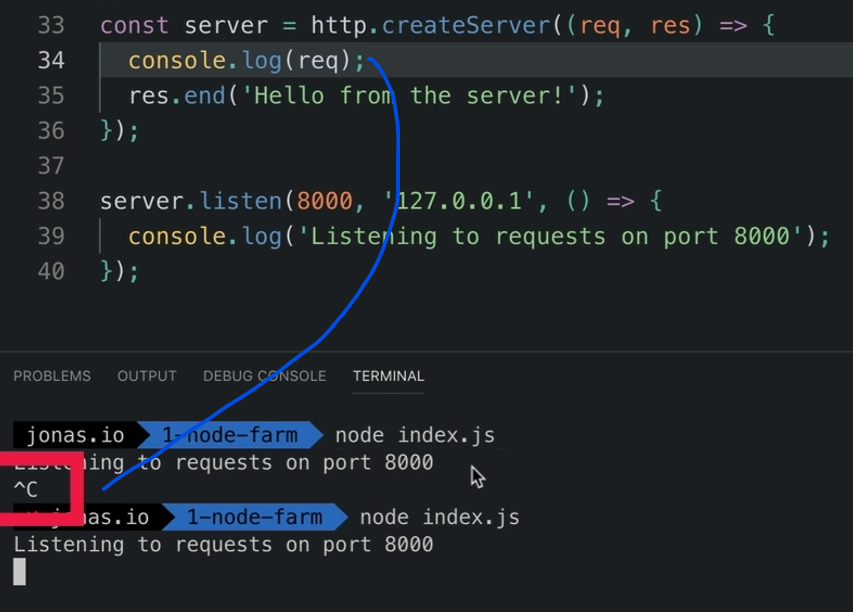 33 const server = http.createServer((req, res) => {
34 console.log(req);
35 res.end('Hello from the server!');
36 });
37
38 server.listen(8000, '127.0.0.1', () => {
39 console.log('Listening to requests on port 8000');
40 });
PROBLEMS OUTPUT DEBUG CONSOLE TERMINAL
jonas.io 1-node-farm node index.js
Listening to requests on port 8000
^C
jonas.io 1-node-farm node index.js
Listening to requests on port 8000